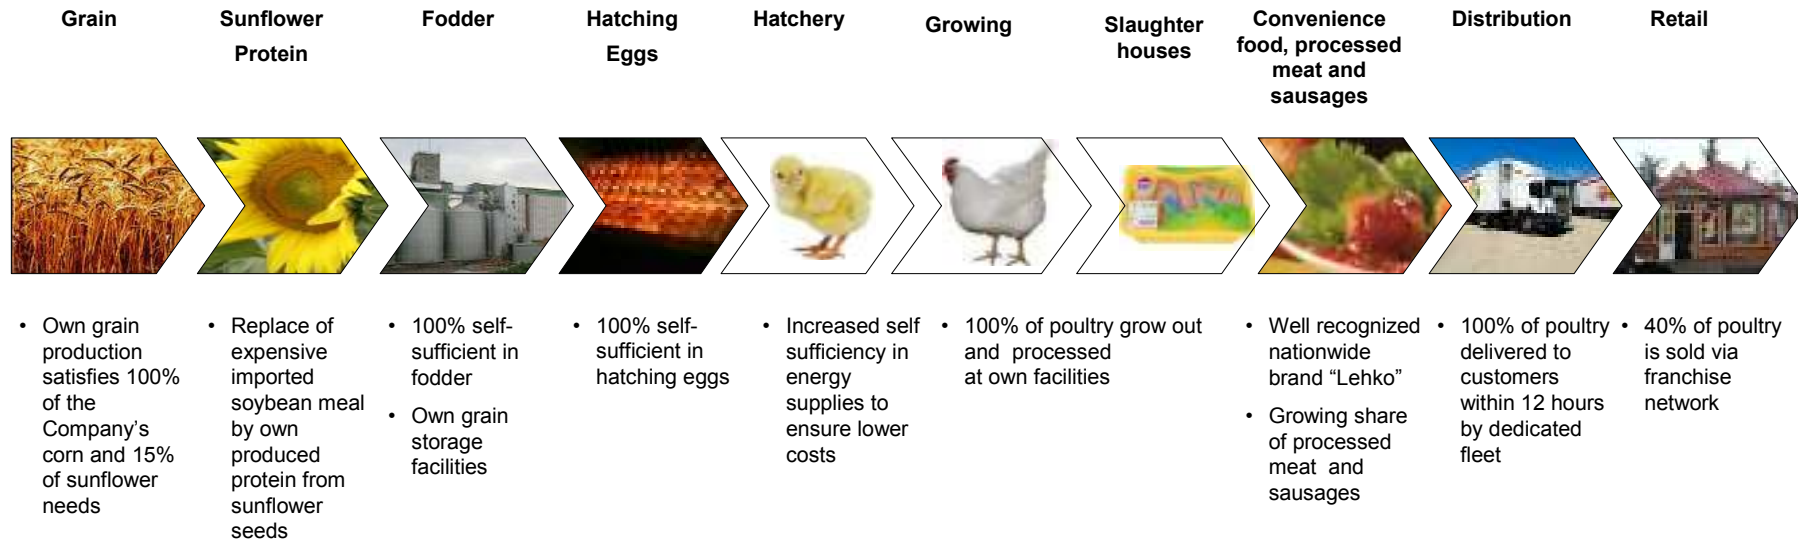 Grain
Sunflower
Protein
Fodder
Hatching
Eggs
Hatchery
Growing
Slaughter
houses
Convenience
food, processed
meat and
sausages
Distribution
Retail
• Own grain
production
satisfies 100%
of the
Company’s
corn and 15%
of sunflower
needs
• Replace of
expensive
imported
soybean meal
by own
produced
protein from
sunflower
seeds
• 100% self-
sufficient in
fodder
• Own grain
storage
facilities
• 100% self-
sufficient in
hatching eggs
• Increased self
sufficiency in
energy
supplies to
ensure lower
costs
• 100% of poultry grow out
and processed
at own facilities
• Well recognized
nationwide
brand “Lehko”
• Growing share
of processed
meat and
sausages
• 100% of poultry
delivered to
customers
within 12 hours
by dedicated
fleet
• 40% of poultry
is sold via
franchise
network